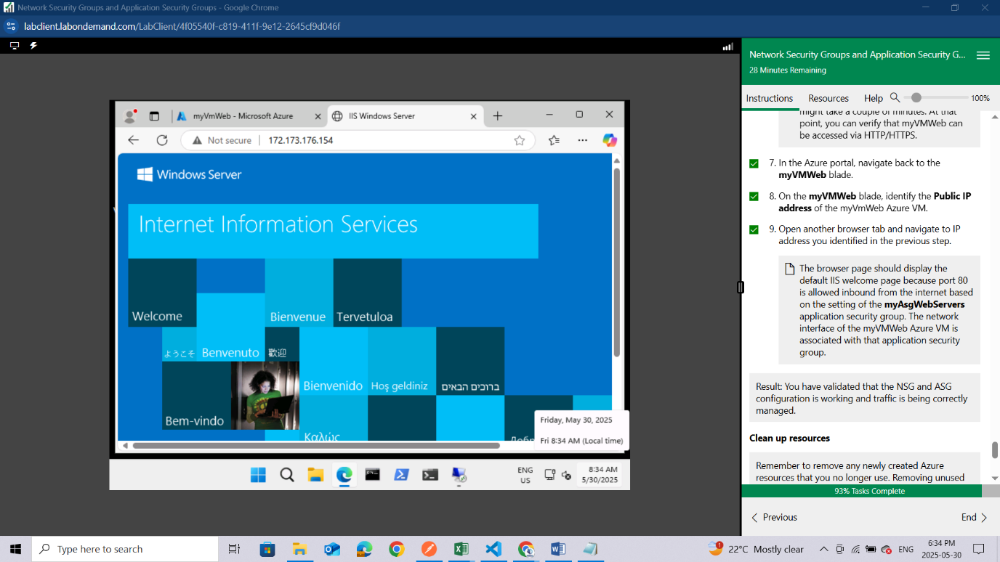 Network Security Groups and Application Security Groups - Google Chrome
labclient.labondemand.com/LabClient/4f05540f-c819-411f-9e12-2645cf9d046f
Network Security Groups and Application Security G...
28 Minutes Remaining
Instructions Resources Help 100%
might take a couple of minutes. At that
point, you can verify that myVMWeb can
be accessed via HTTP/HTTPS.
7. In the Azure portal, navigate back to the
myVMWeb blade.
8. On the myVMWeb blade, identify the Public IP
address of the myVmWeb Azure VM.
9. Open another browser tab and navigate to IP
address you identified in the previous step.
The browser page should display the
default IIS welcome page because port 80
is allowed inbound from the internet based
on the setting of the myAsgWebServers
application security group. The network
interface of the myVMWeb Azure VM is
associated with that application security
group.
Result: You have validated that the NSG and ASG
configuration is working and traffic is being correctly
managed.
Clean up resources
Remember to remove any newly created Azure
resources that you no longer use. Removing unused
93% Tasks Complete
Previous End
myVmWeb - Microsoft Azure IIS Windows Server
Not secure 172.173.176.154
Windows Server
Internet Information Services
Welcome
Bienvenue
Tervetuloa
ようこそ
Benvenuto
歡迎
Bienvenido
Hoş geldiniz
ברוכים הבאים
Bem-vindo
Καλώς
Friday, May 30, 2025
Fri 8:34 AM (Local time)
ENG
US
8:34 AM
5/30/2025
Type here to search
1
22°C Mostly clear
ENG
6:34 PM
2025-05-30